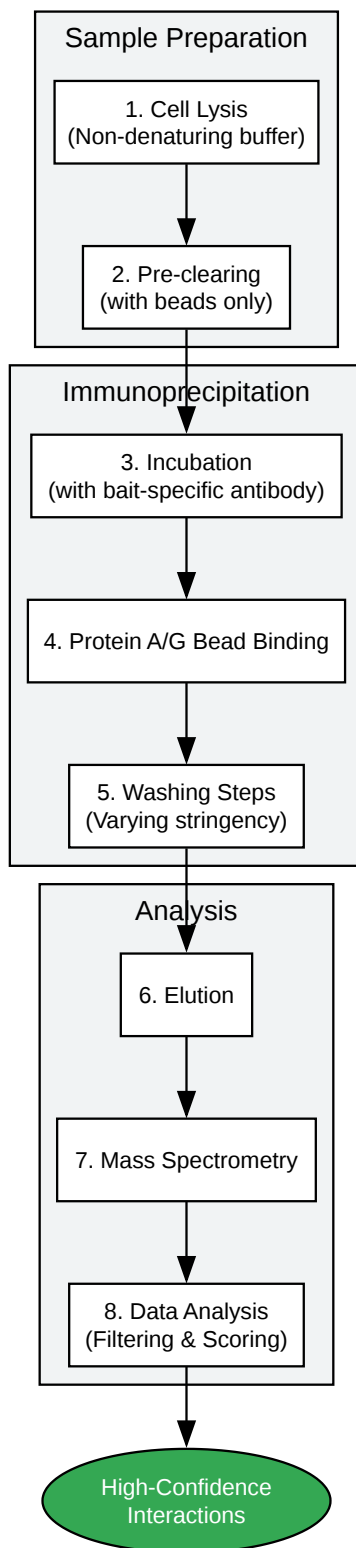 Sample Preparation
1. Cell Lysis
(Non-denaturing buffer)
2. Pre-clearing
(with beads only)
Immunoprecipitation
3. Incubation
(with bait-specific antibody)
4. Protein A/G Bead Binding
5. Washing Steps
(Varying stringency)
Analysis
6. Elution
7. Mass Spectrometry
8. Data Analysis
(Filtering & Scoring)
High-Confidence
Interactions